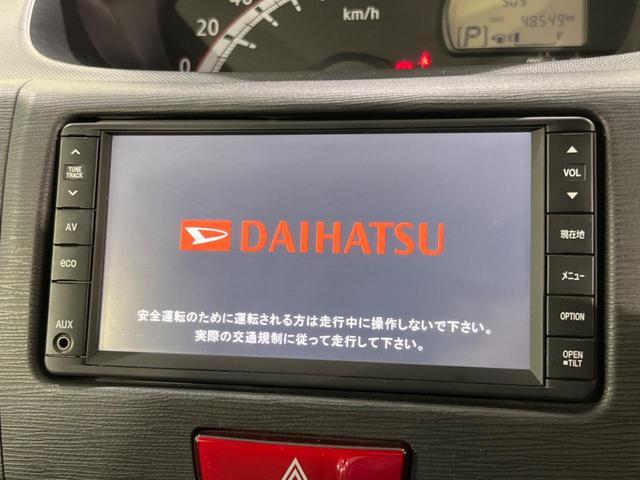 km/h
40
20
0
48549 km
P
E
F
TUNE
TRACK
AV
eco
AUX
DAIHATSU
安全運転のために運転される方は走行中に操作しないで下さい。
実際の交通規制に従って走行して下さい。
VOL
現在地
メニュー
OPTION
OPEN
TILT